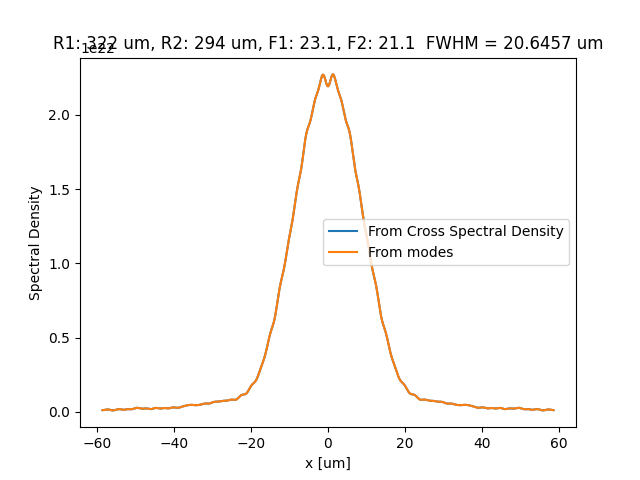 R1: 322 um, R2: 294 um, F1: 23.1, F2: 21.1  FWHM = 20.6457 um
1e22
2.0
1.5
1.0
0.5
0.0
Spectral Density
From Cross Spectral Density
From modes
−60 −40 −20 0 20 40 60
x [um]